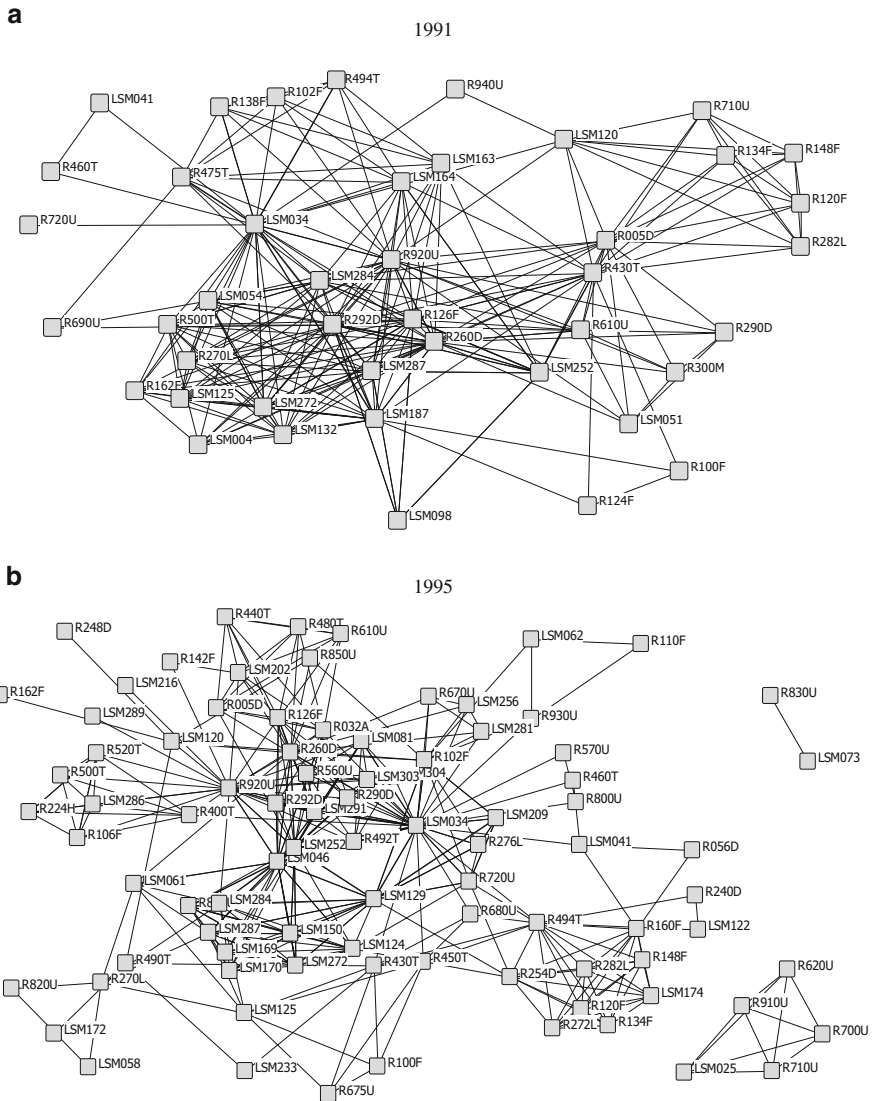 a
1991
R494T
R940U
R102F
LSM041
R138F
R710U
LSM120
R134F
R148F
LSM163
R460T
R475T
LSM164
R120F
R720U
LSM034
R005D
R282L
R920U
R430T
LSM284
LSM054
R690U
R500T
R292D
R126F
R610U
R290D
R260D
R270L
LSM287
LSM252
R300M
R162F
LSM125
LSM272
LSM187
LSM051
LSM004
LSM132
R100F
R124F
LSM098
b
1995
R440T
R248D
R480T
R610U
LSM062
R110F
R142F
R850U
LSM202
R162F
LSM216
R670U
R830U
LSM289
R005D
R126F
LSM256
R930U
R032A
LSM281
LSM120
LSM081
R520T
R260D
R102F
R570U
LSM073
R500T
R560U
LSM303
M304
R460T
R920U
R290D
R224H
LSM286
R292D
R800U
LSM291
R400T
LSM034
LSM209
R106F
R492T
R276L
LSM041
R056D
LSM252
LSM046
LSM061
R720U
R240D
LSM284
LSM129
R680U
R494T
R160F
LSM122
LSM287
LSM150
LSM169
LSM124
R490T
LSM170
LSM272
R430T
R450T
R148F
R282L
R620U
R254D
R820U
R270L
LSM174
R910U
LSM125
R120F
R272L
R134F
LSM172
R700U
LSM058
LSM233
R100F
LSM025
R710U
R675U